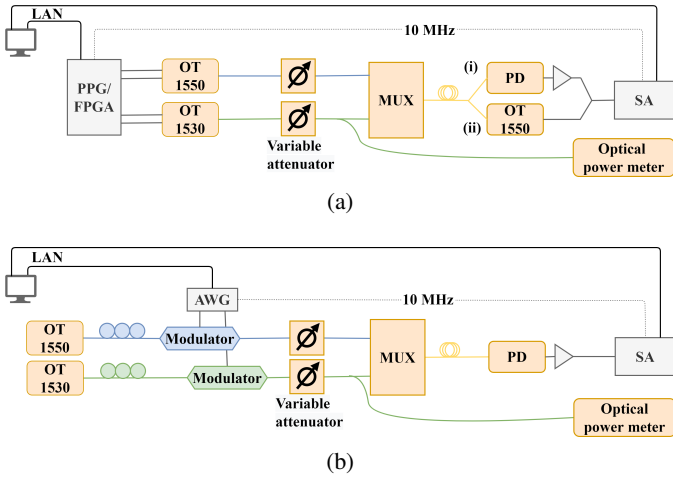 LAN
10 MHz
PPG/
FPGA
OT
1550
OT
1530
Variable
attenuator
MUX
(i)
PD
(ii)
OT
1550
SA
Optical
power meter
(a)
LAN
AWG
10 MHz
OT
1550
Modulator
OT
1530
Modulator
Variable
attenuator
MUX
PD
SA
Optical
power meter
(b)